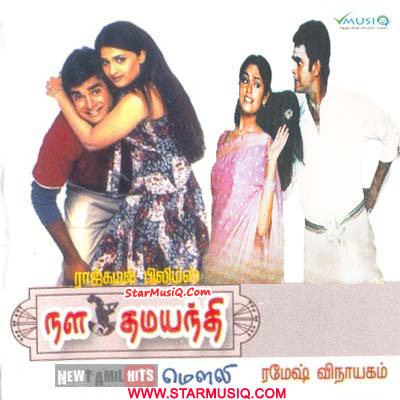 VMUSIQ
ராஜ்கமல் பிலிம்ஸ்
StarMusiQ.Com
நள தமயந்தி
NEW TAMIL HITS
மௌலி
ரமேஷ் விநாயகம்
WWW.STARMUSIQ.COM